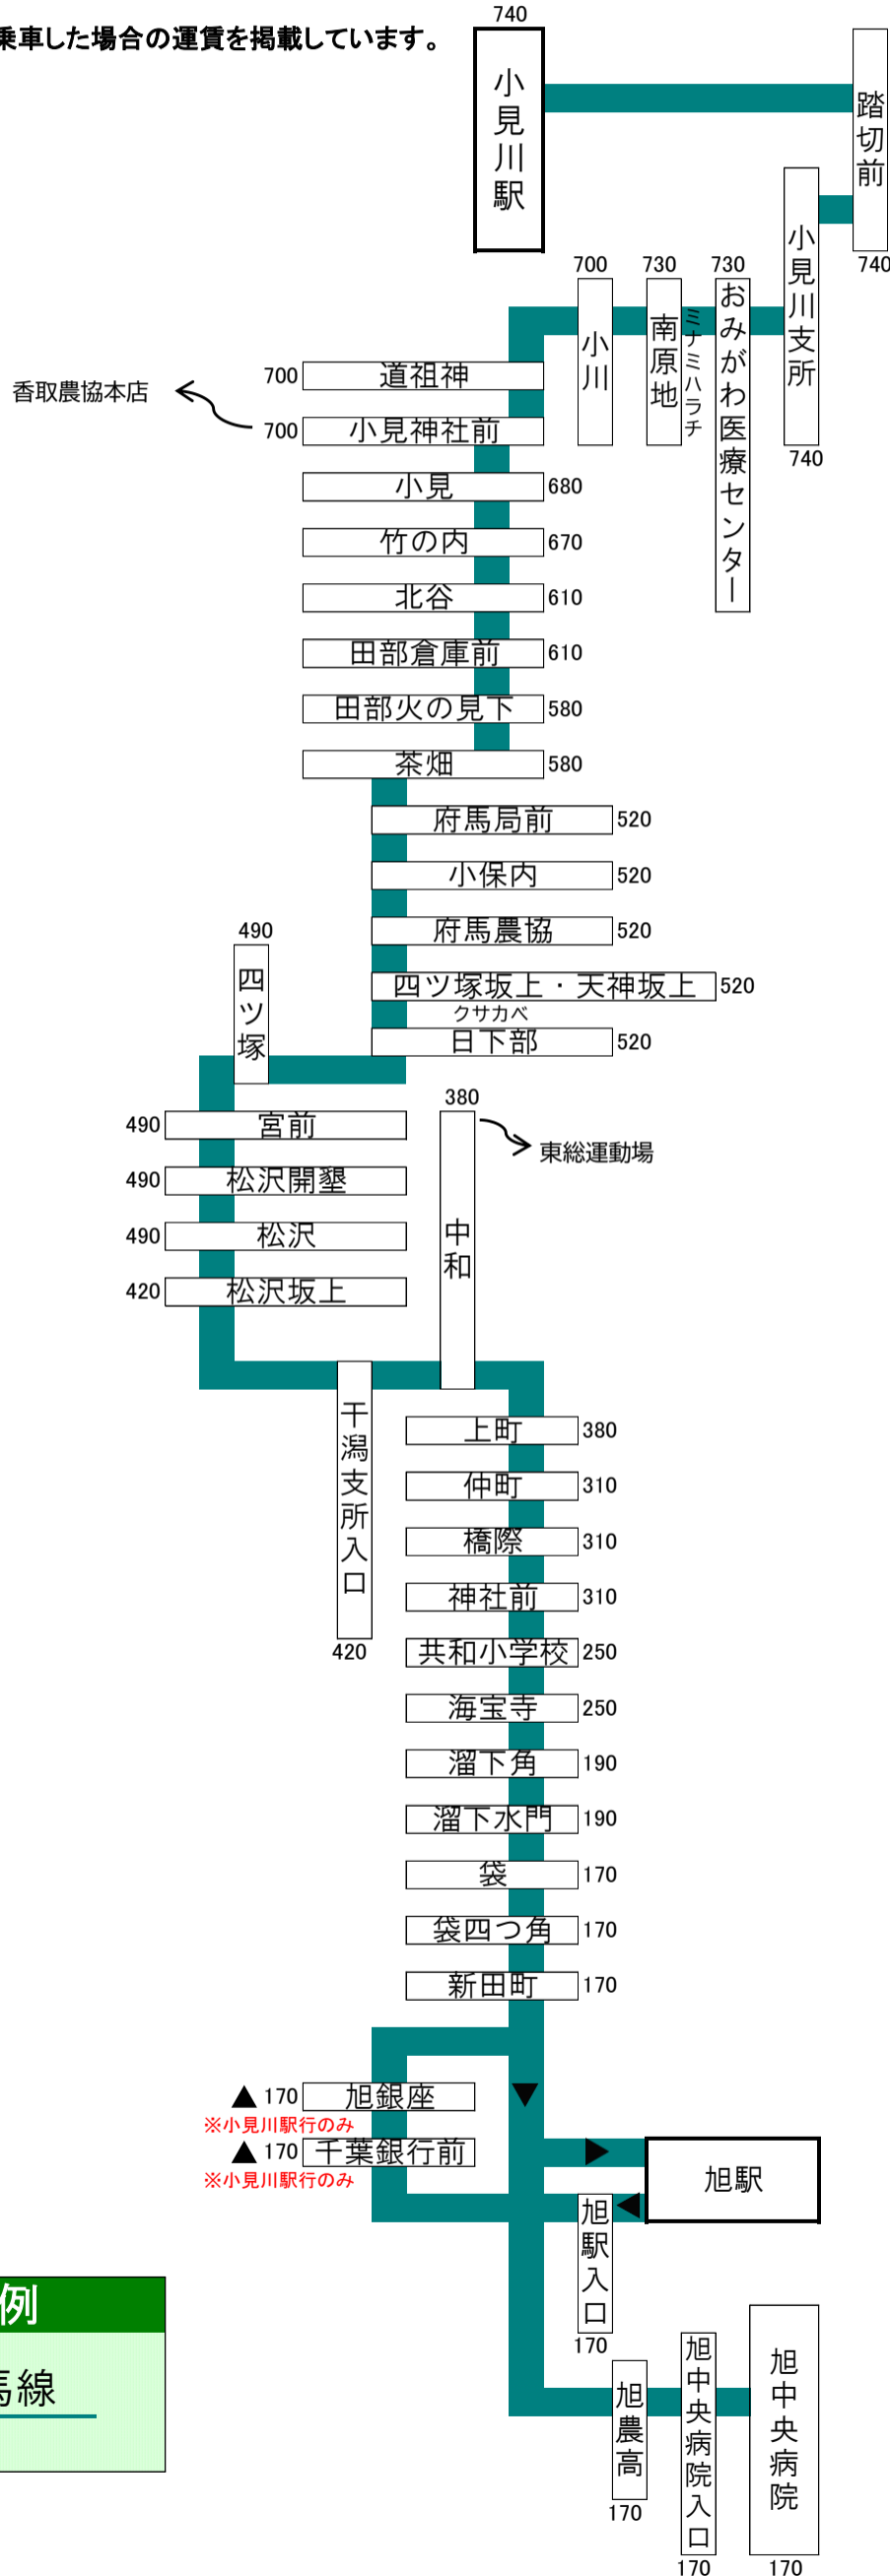 乗車した場合の運賃を掲載しています。
740
小見川駅
踏切前
740
小見川支所
740
730
おみがわ医療センター
730
南原地
ミナミハラチ
700
小川
700 道祖神
香取農協本店
700 小見神社前
小見 680
竹の内 670
北谷 610
田部倉庫前 610
田部火の見下 580
茶畑 580
府馬局前 520
小保内 520
府馬農協 520
四ツ塚坂上・天神坂上 520
クサカベ
日下部 520
490
四ツ塚
490 宮前
490 松沢開墾
490 松沢
420 松沢坂上
干潟支所入口
420
380
中和
東総運動場
上町 380
仲町 310
橋際 310
神社前 310
共和小学校 250
海宝寺 250
溜下角 190
溜下水門 190
袋 170
袋四つ角 170
新田町 170
▲ 170 旭銀座
※小見川駅行のみ
▲ 170 千葉銀行前
※小見川駅行のみ
旭駅
旭駅入口
170
旭農高
170
旭中央病院入口
170
旭中央病院
170
例
馬線